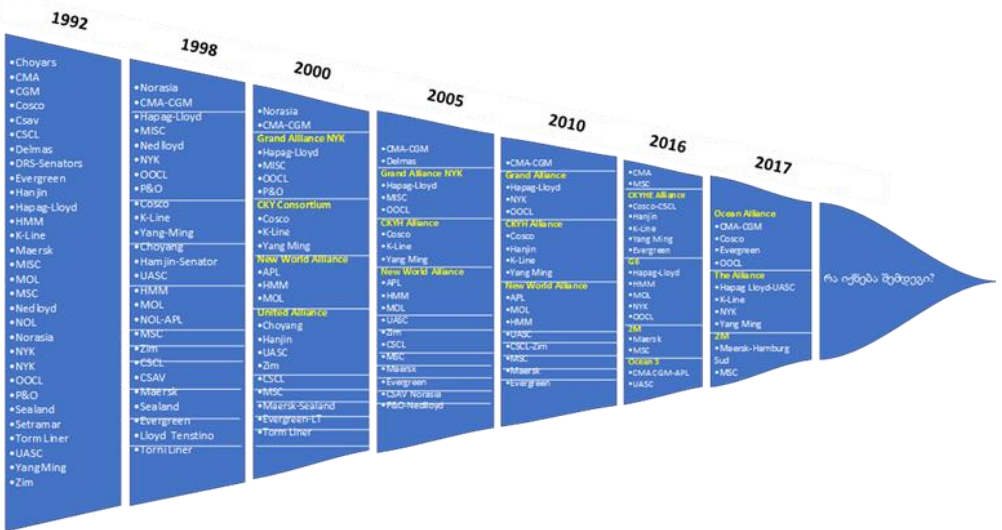 1992
•Choyars
•CMA
•CGM
•Cosco
•Csav
•CSCL
•Delmas
•DRS-Senators
•Evergreen
•Hanjin
•Hapag-Lloyd
•HMM
•K-Line
•Maersk
•MISC
•MOL
•MSC
•Nedloyd
•NOL
•Norasia
•NYK
•NYK
•OOCL
•P&O
•Sealand
•Setramar
•Torm Liner
•UASC
•YangMing
•Zim
1998
•Norasia
•CMA-CGM
•Hapag-Lloyd
•MISC
•Nedlloyd
•NYK
•OOCL
•P&O
•Cosco
•K-Line
•Yang-Ming
•Choyang
•Hamjin-Senator
•UASC
•HMM
•MOL
•NOL-APL
•MSC
•Zim
•CSCL
•CSAV
•Maersk
•Sealand
•Evergreen
•Lloyd Tenstino
•Torni Liner
2000
•Norasia
•CMA-CGM
Grand Alliance NYK
•Hapag-Lloyd
•MISC
•OOCL
•P&O
CKY Consortium
•Cosco
•K-Line
•Yang Ming
New World Alliance
•APL
•HMM
•MOL
United Alliance
•Choyang
•Hanjin
•UASC
•Zim
•CSCL
•MSC
•Maersk-Sealand
•Evergreen-LT
•Torm Liner
2005
•CMA-CGM
•Delmas
Grand Alliance NYK
•Hapag-Lloyd
•MISC
•OOCL
CKYH Alliance
•Cosco
•K-Line
•Yang Ming
New World Alliance
•APL
•HMM
•MOL
•UASC
•Zim
•CSCL
•MSC
•Maersk
•Evergreen
•CSAV Norasia
•P&O-Nedlloyd
2010
•CMA-CGM
Grand Alliance
•Hapag-Lloyd
•NYK
•OOCL
CKYH Alliance
•Cosco
•Hanjin
•K-Line
•Yang Ming
New World Alliance
•APL
•MOL
•HMM
•UASC
•CSCL-Zim
•MSC
•Maersk
•Evergreen
2016
•CMA
•MSC
CKYHE Alliance
•Cosco-CSCL
•Hanjin
•K-Line
•Yang Ming
•Evergreen
G6
•Hapag-Lloyd
•HMM
•MOL
•NYK
•OOCL
2M
•Maersk
•MSC
Ocean 3
•CMA CGM-APL
•UASC
2017
Ocean Alliance
•CMA-CGM
•Cosco
•Evergreen
•OOCL
The Alliance
•Hapag Lloyd-UASC
•K-Line
•NYK
•Yang Ming
2M
•Maersk-Hamburg
Sud
•MSC
რა იქნება შემდეგი?